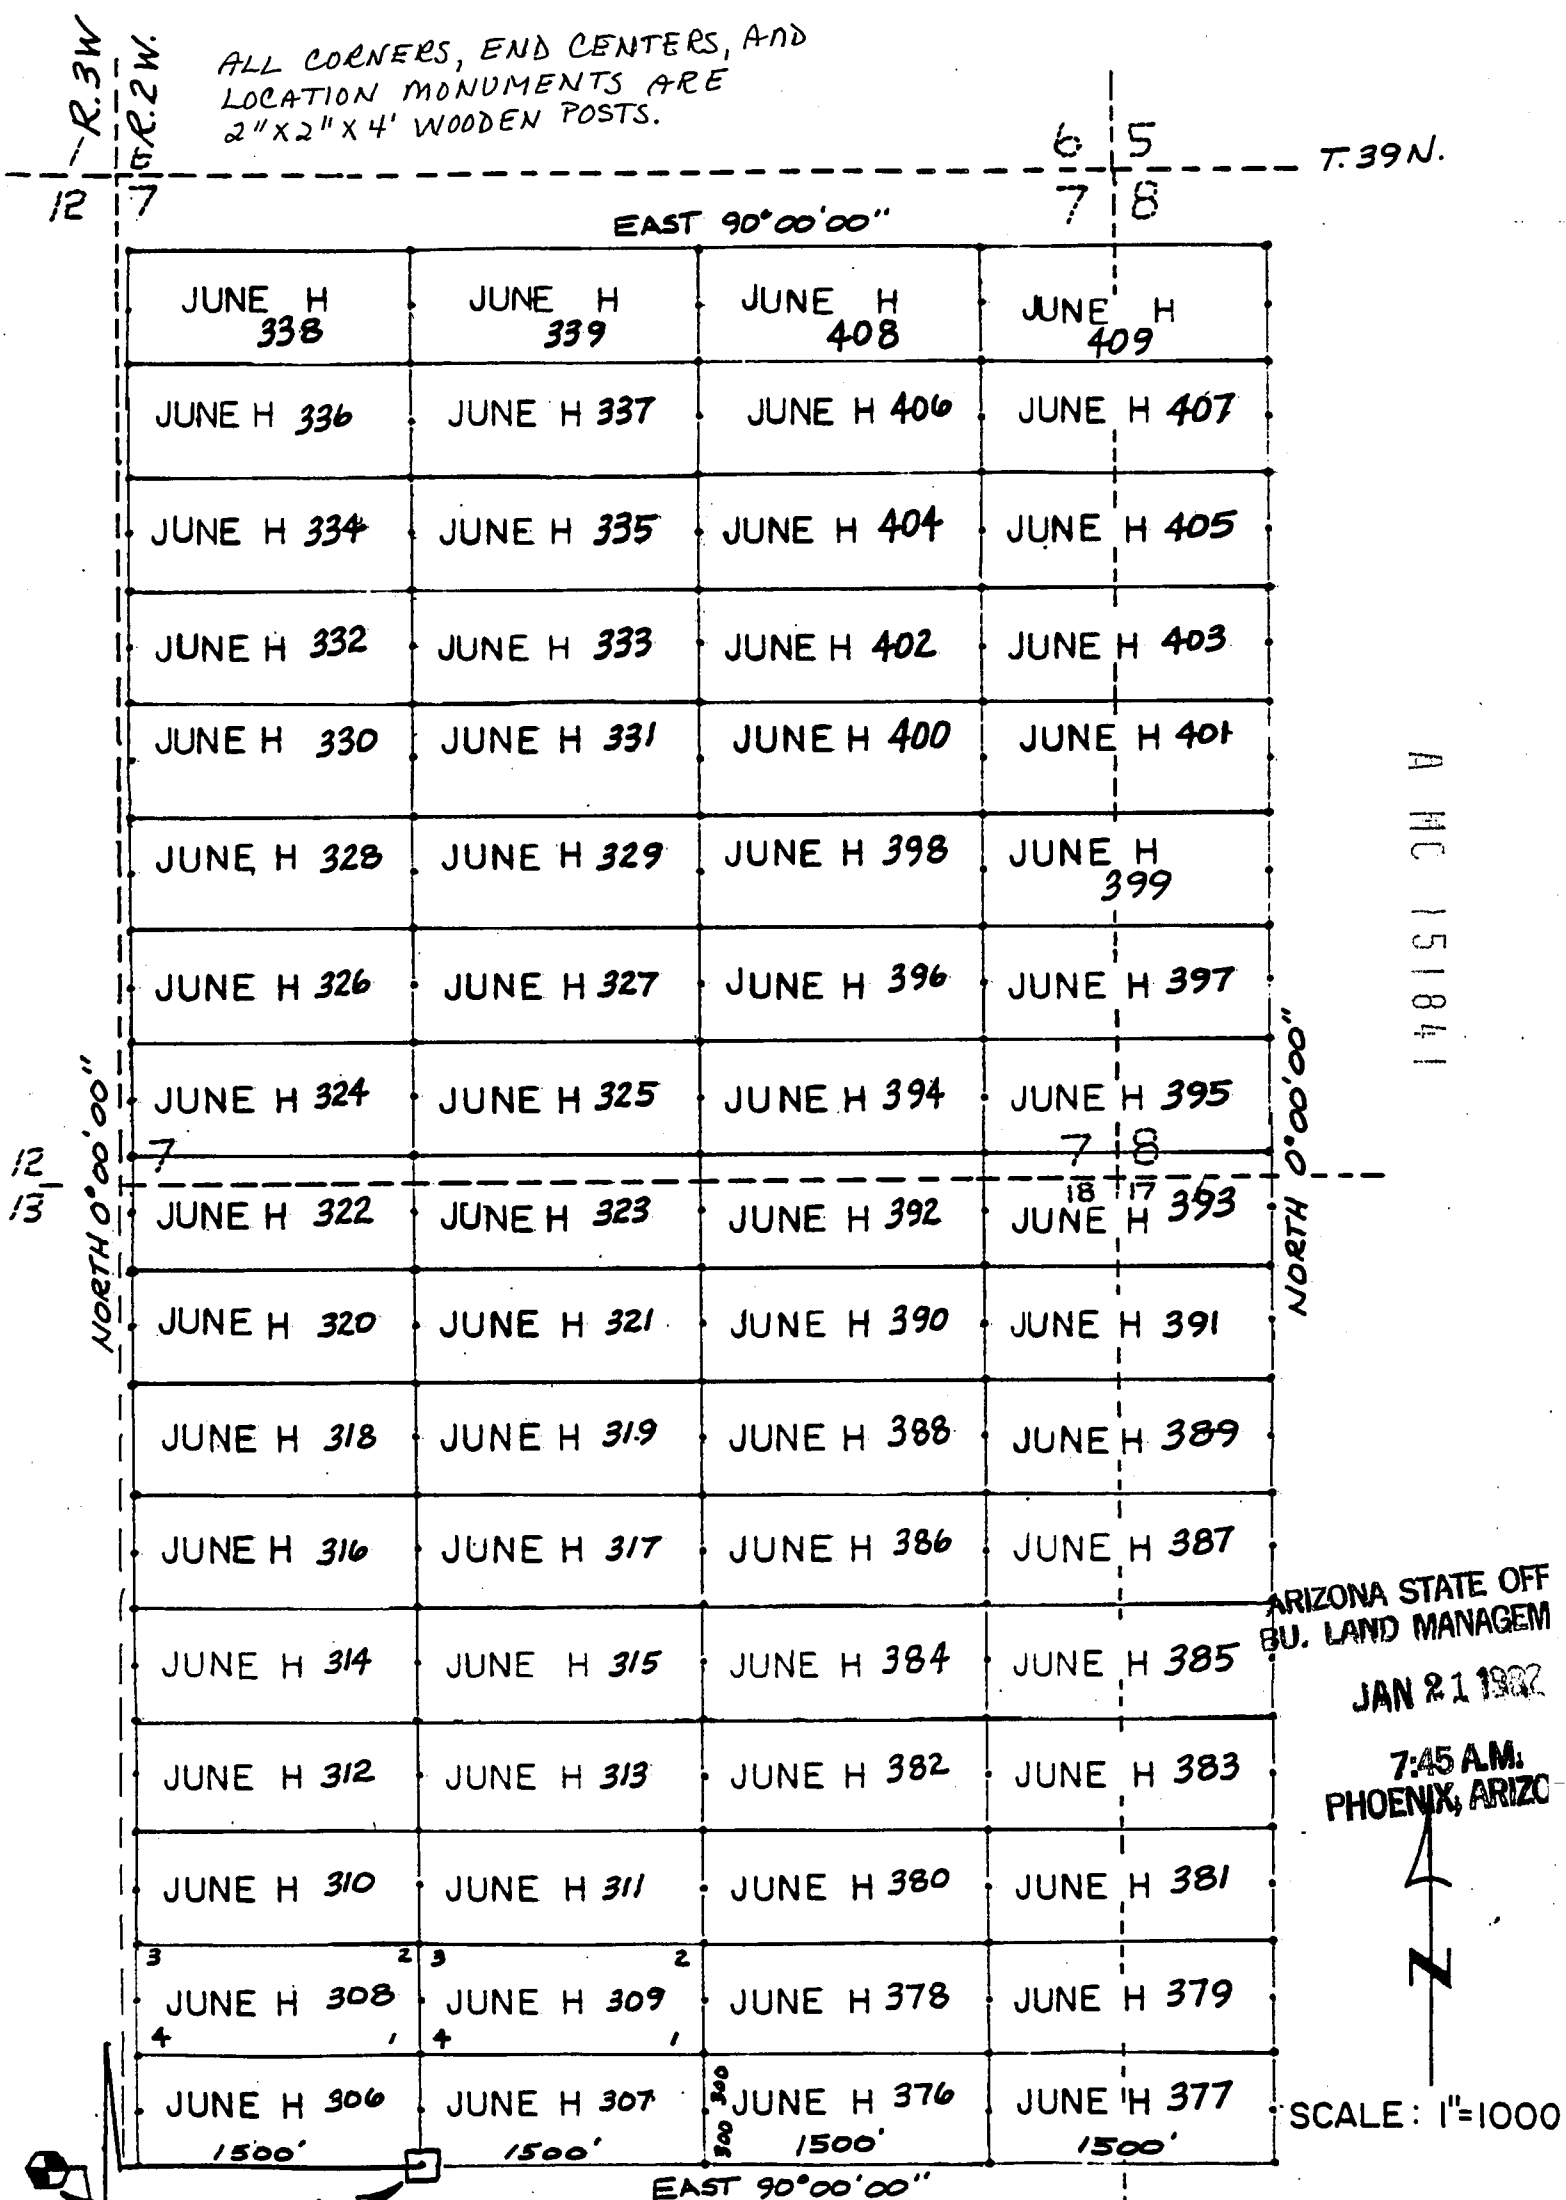 R.3W
R.2W.
ALL CORNERS, END CENTERS, AND
LOCATION MONUMENTS ARE
2"X2"X4' WOODEN POSTS.
6 5
T.39N.
12 7
7 8
EAST 90°00'00"
JUNE H 338
JUNE H 339
JUNE H 408
JUNE H 409
JUNE H 336
JUNE H 337
JUNE H 406
JUNE H 407
JUNE H 334
JUNE H 335
JUNE H 404
JUNE H 405
JUNE H 332
JUNE H 333
JUNE H 402
JUNE H 403
JUNE H 330
JUNE H 331
JUNE H 400
JUNE H 401
A MC 151841
JUNE H 328
JUNE H 329
JUNE H 398
JUNE H 399
JUNE H 326
JUNE H 327
JUNE H 396
JUNE H 397
JUNE H 324
JUNE H 325
JUNE H 394
JUNE H 395
NORTH 0°00'00"
NORTH 0°00'00"
12 7
7 8
13
18 17
JUNE H 322
JUNE H 323
JUNE H 392
JUNE H 393
JUNE H 320
JUNE H 321
JUNE H 390
JUNE H 391
JUNE H 318
JUNE H 319
JUNE H 388
JUNE H 389
JUNE H 316
JUNE H 317
JUNE H 386
JUNE H 387
ARIZONA STATE OFF
BU. LAND MANAGEM
JAN 21 1982
7:45 A.M.
PHOENIX, ARIZO
JUNE H 314
JUNE H 315
JUNE H 384
JUNE H 385
JUNE H 312
JUNE H 313
JUNE H 382
JUNE H 383
JUNE H 310
JUNE H 311
JUNE H 380
JUNE H 381
N
3 2 3 2
JUNE H 308
JUNE H 309
JUNE H 378
JUNE H 379
4 1 4 1
JUNE H 306
JUNE H 307
300 300
JUNE H 376
JUNE H 377
SCALE: 1"=1000
1500'
1500'
1500'
1500'
EAST 90°00'00"